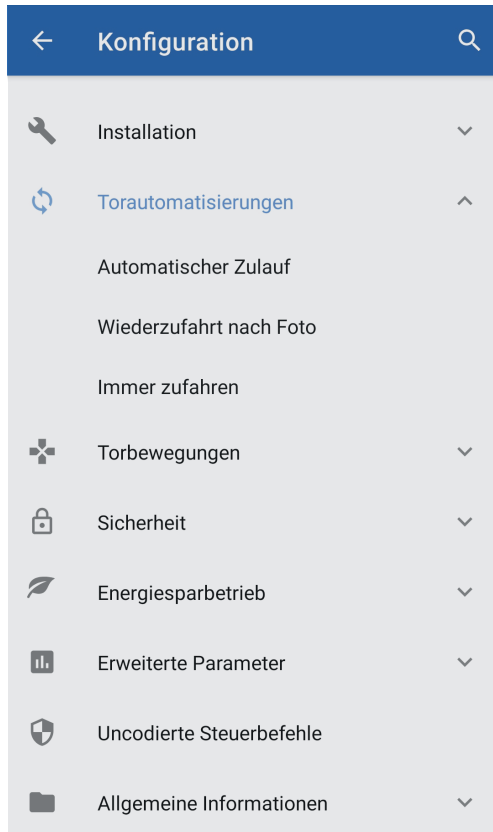 Konfiguration
Installation
Torautomatisierungen
Automatischer Zulauf
Wiederzufahrt nach Foto
Immer zufahren
Torbewegungen
Sicherheit
Energiesparbetrieb
Erweiterte Parameter
Uncodierte Steuerbefehle
Allgemeine Informationen